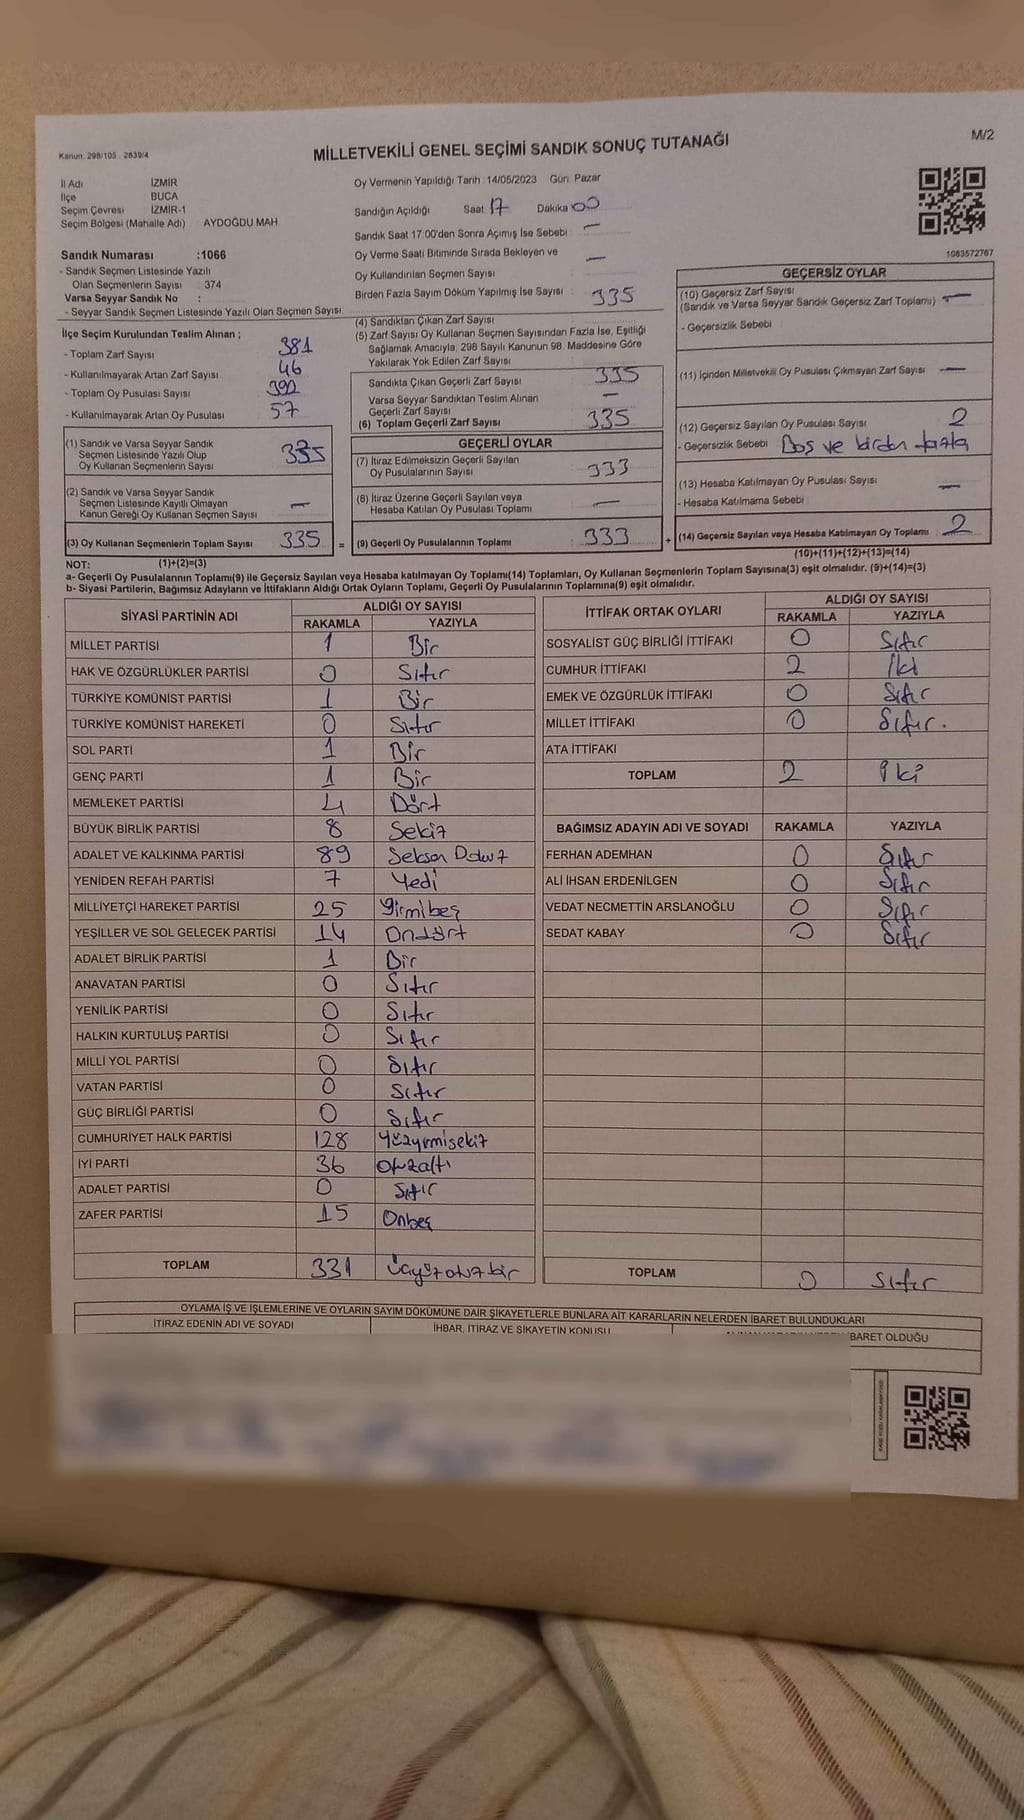 Kanun: 298/105 : 2839/4
MİLLETVEKİLİ GENEL SEÇİMİ SANDIK SONUÇ TUTANAĞI
M/2
İl Adı İZMİR
İlçe BUCA
Seçim Çevresi İZMİR-1
Seçim Bölgesi (Mahalle Adı) AYDOĞDU MAH
Sandık Numarası :1066
- Sandık Seçmen Listesinde Yazılı
Olan Seçmenlerin Sayısı : 374
Varsa Seyyar Sandık No :
- Seyyar Sandık Seçmen Listesinde Yazılı Olan Seçmen Sayısı
Oy Vermenin Yapıldığı Tarih :14/05/2023 Gün: Pazar
Sandığın Açıldığı Saat 17 Dakika 00
Sandık Saat 17:00'den Sonra Açımış İse Sebebi : —
Oy Verme Saati Bitiminde Sırada Bekleyen ve
Oy Kullandırılan Seçmen Sayısı : —
Birden Fazla Sayım Döküm Yapılmış İse Sayısı :
1063572767
İlçe Seçim Kurulundan Teslim Alınan ;
- Toplam Zarf Sayısı 381
- Kullanılmayarak Artan Zarf Sayısı 46
- Toplam Oy Pusulası Sayısı 392
- Kullanılmayarak Artan Oy Pusulası 57
(1) Sandık ve Varsa Seyyar Sandık
Seçmen Listesinde Yazılı Olup
Oy Kullanan Seçmenlerin Sayısı 335
(2) Sandık ve Varsa Seyyar Sandık
Seçmen Listesinde Kayıtlı Olmayan
Kanun Gereği Oy Kullanan Seçmen Sayısı —
(3) Oy Kullanan Seçmenlerin Toplam Sayısı 335 =
(4) Sandıktan Çıkan Zarf Sayısı : 335
(5) Zarf Sayısı Oy Kullanan Seçmen Sayısından Fazla İse, Eşitliği
Sağlamak Amacıyla; 298 Sayılı Kanunun 98. Maddesine Göre
Yakılarak Yok Edilen Zarf Sayısı
Sandıkta Çıkan Geçerli Zarf Sayısı 335
Varsa Seyyar Sandıktan Teslim Alınan
Geçerli Zarf Sayısı —
(6) Toplam Geçerli Zarf Sayısı 335
GEÇERLİ OYLAR
(7) İtiraz Edilmeksizin Geçerli Sayılan
Oy Pusulalarının Sayısı : 333
(8) İtiraz Üzerine Geçerli Sayılan veya
Hesaba Katılan Oy Pusulası Toplamı : —
(9) Geçerli Oy Pusulalarının Toplamı : 333 +
GEÇERSİZ OYLAR
(10) Geçersiz Zarf Sayısı
(Sandık ve Varsa Seyyar Sandık Geçersiz Zarf Toplamı) —
- Geçersizlik Sebebi :
(11) İçinden Milletvekili Oy Pusulası Çıkmayan Zarf Sayısı —
(12) Geçersiz Sayılan Oy Pusulası Sayısı 2
- Geçersizlik Sebebi Boş ve birden fazla
(13) Hesaba Katılmayan Oy Pusulası Sayısı —
- Hesaba Katılmama Sebebi
(14) Geçersiz Sayılan veya Hesaba Katılmayan Oy Toplamı : 2
(1)+(2)=(3)
(10)+(11)+(12)+(13)=(14)
NOT:
a- Geçerli Oy Pusulalarının Toplamı(9) ile Geçersiz Sayılan veya Hesaba katılmayan Oy Toplamı(14) Toplamları, Oy Kullanan Seçmenlerin Toplam Sayısına(3) eşit olmalıdır. (9)+(14)=(3)
b- Siyasi Partilerin, Bağımsız Adayların ve İttifakların Aldığı Ortak Oyların Toplamı, Geçerli Oy Pusulalarının Toplamına(9) eşit olmalıdır.
SİYASİ PARTİNİN ADI ALDIĞI OY SAYISI
RAKAMLA YAZIYLA
MİLLET PARTİSİ 1 Bir
HAK VE ÖZGÜRLÜKLER PARTİSİ 0 Sıfır
TÜRKİYE KOMÜNİST PARTİSİ 1 Bir
TÜRKİYE KOMÜNİST HAREKETİ 0 Sıfır
SOL PARTİ 1 Bir
GENÇ PARTİ 1 Bir
MEMLEKET PARTİSİ 4 Dört
BÜYÜK BİRLİK PARTİSİ 8 Sekiz
ADALET VE KALKINMA PARTİSİ 89 Seksen Dokuz
YENİDEN REFAH PARTİSİ 7 Yedi
MİLLİYETÇİ HAREKET PARTİSİ 25 Yirmibeş
YEŞİLLER VE SOL GELECEK PARTİSİ 14 Ondört
ADALET BİRLİK PARTİSİ 1 Bir
ANAVATAN PARTİSİ 0 Sıfır
YENİLİK PARTİSİ 0 Sıfır
HALKIN KURTULUŞ PARTİSİ 0 Sıfır
MİLLİ YOL PARTİSİ 0 Sıfır
VATAN PARTİSİ 0 Sıfır
GÜÇ BİRLİĞİ PARTİSİ 0 Sıfır
CUMHURİYET HALK PARTİSİ 128 Yüzyirmisekiz
İYİ PARTİ 36 Otuzaltı
ADALET PARTİSİ 0 Sıfır
ZAFER PARTİSİ 15 Onbeş
TOPLAM 331 Üçyüzotuzbir
İTTİFAK ORTAK OYLARI ALDIĞI OY SAYISI
RAKAMLA YAZIYLA
SOSYALİST GÜÇ BİRLİĞİ İTTİFAKI 0 Sıfır
CUMHUR İTTİFAKI 2 İki
EMEK VE ÖZGÜRLÜK İTTİFAKI 0 Sıfır
MİLLET İTTİFAKI 0 Sıfır.
ATA İTTİFAKI
TOPLAM 2 İki
BAĞIMSIZ ADAYIN ADI VE SOYADI RAKAMLA YAZIYLA
FERHAN ADEMHAN 0 Sıfır
ALİ İHSAN ERDENİLGEN 0 Sıfır
VEDAT NECMETTİN ARSLANOĞLU 0 Sıfır
SEDAT KABAY 0 Sıfır
TOPLAM 0 Sıfır
OYLAMA İŞ VE İŞLEMLERİNE VE OYLARIN SAYIM DÖKÜMÜNE DAİR ŞİKAYETLERLE BUNLARA AİT KARARLARIN NELERDEN İBARET BULUNDUKLARI
İTİRAZ EDENİN ADI VE SOYADI İHBAR, İTİRAZ VE ŞİKAYETİN KONUSU İBARET OLDUĞU